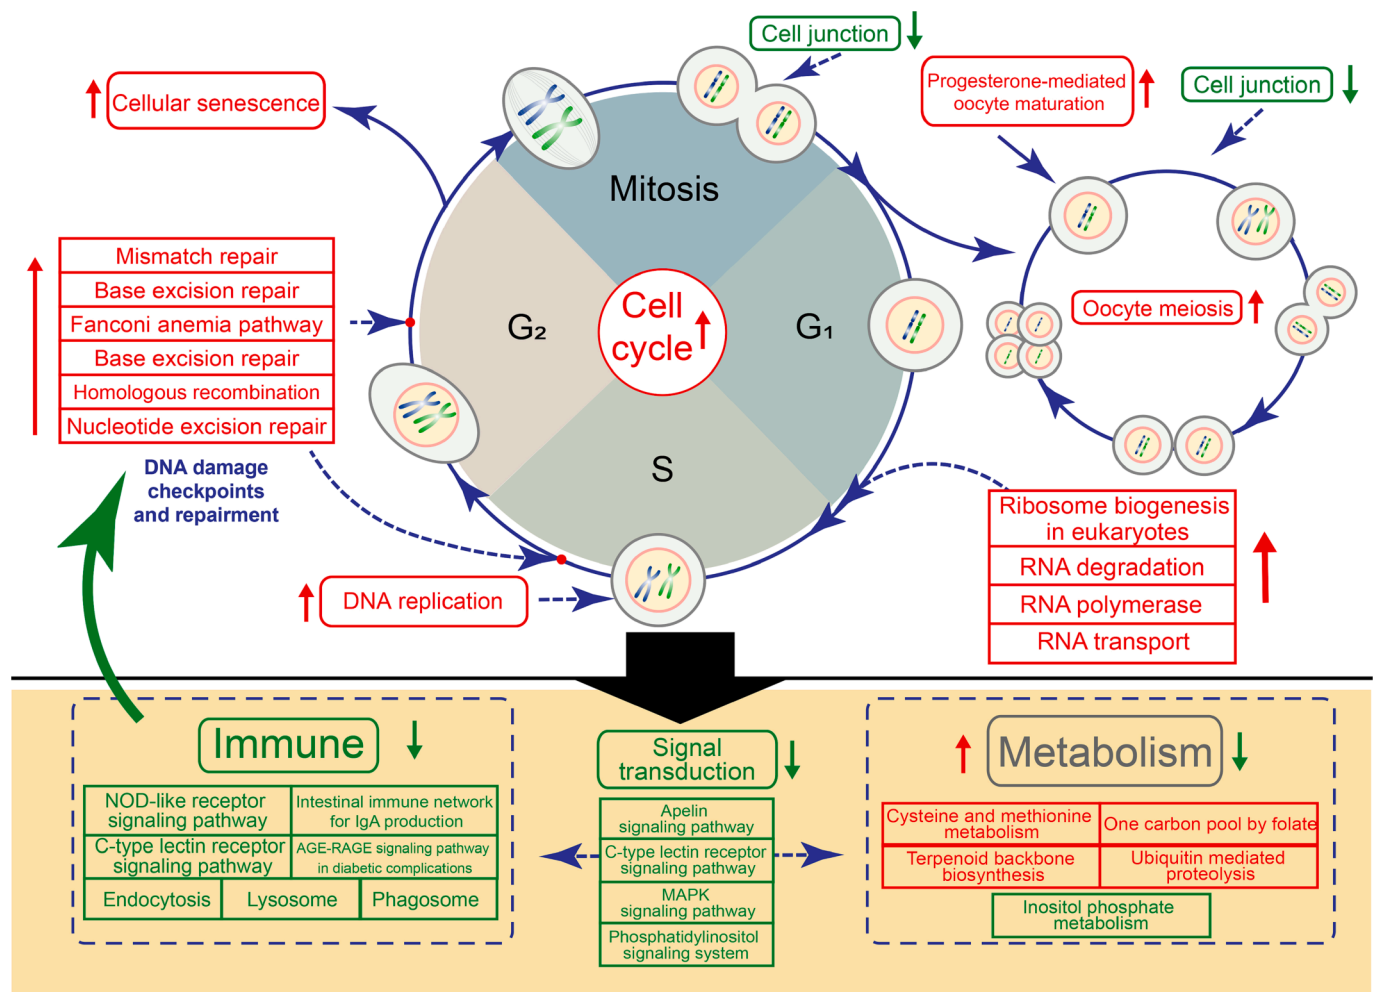 Cell junction
Progesterone-mediated
oocyte maturation
Cell junction
Cellular senescence
Mitosis
Mismatch repair
Base excision repair
Fanconi anemia pathway
Base excision repair
Homologous recombination
Nucleotide excision repair
DNA damage
checkpoints
and repairment
G₂
Cell
cycle
G₁
S
Oocyte meiosis
DNA replication
Ribosome biogenesis
in eukaryotes
RNA degradation
RNA polymerase
RNA transport
Immune
NOD-like receptor
signaling pathway
Intestinal immune network
for IgA production
C-type lectin receptor
signaling pathway
AGE-RAGE signaling pathway
in diabetic complications
Endocytosis
Lysosome
Phagosome
Signal
transduction
Apelin
signaling pathway
C-type lectin receptor
signaling pathway
MAPK
signaling pathway
Phosphatidylinositol
signaling system
Metabolism
Cysteine and methionine
metabolism
One carbon pool by folate
Terpenoid backbone
biosynthesis
Ubiquitin mediated
proteolysis
Inositol phosphate
metabolism